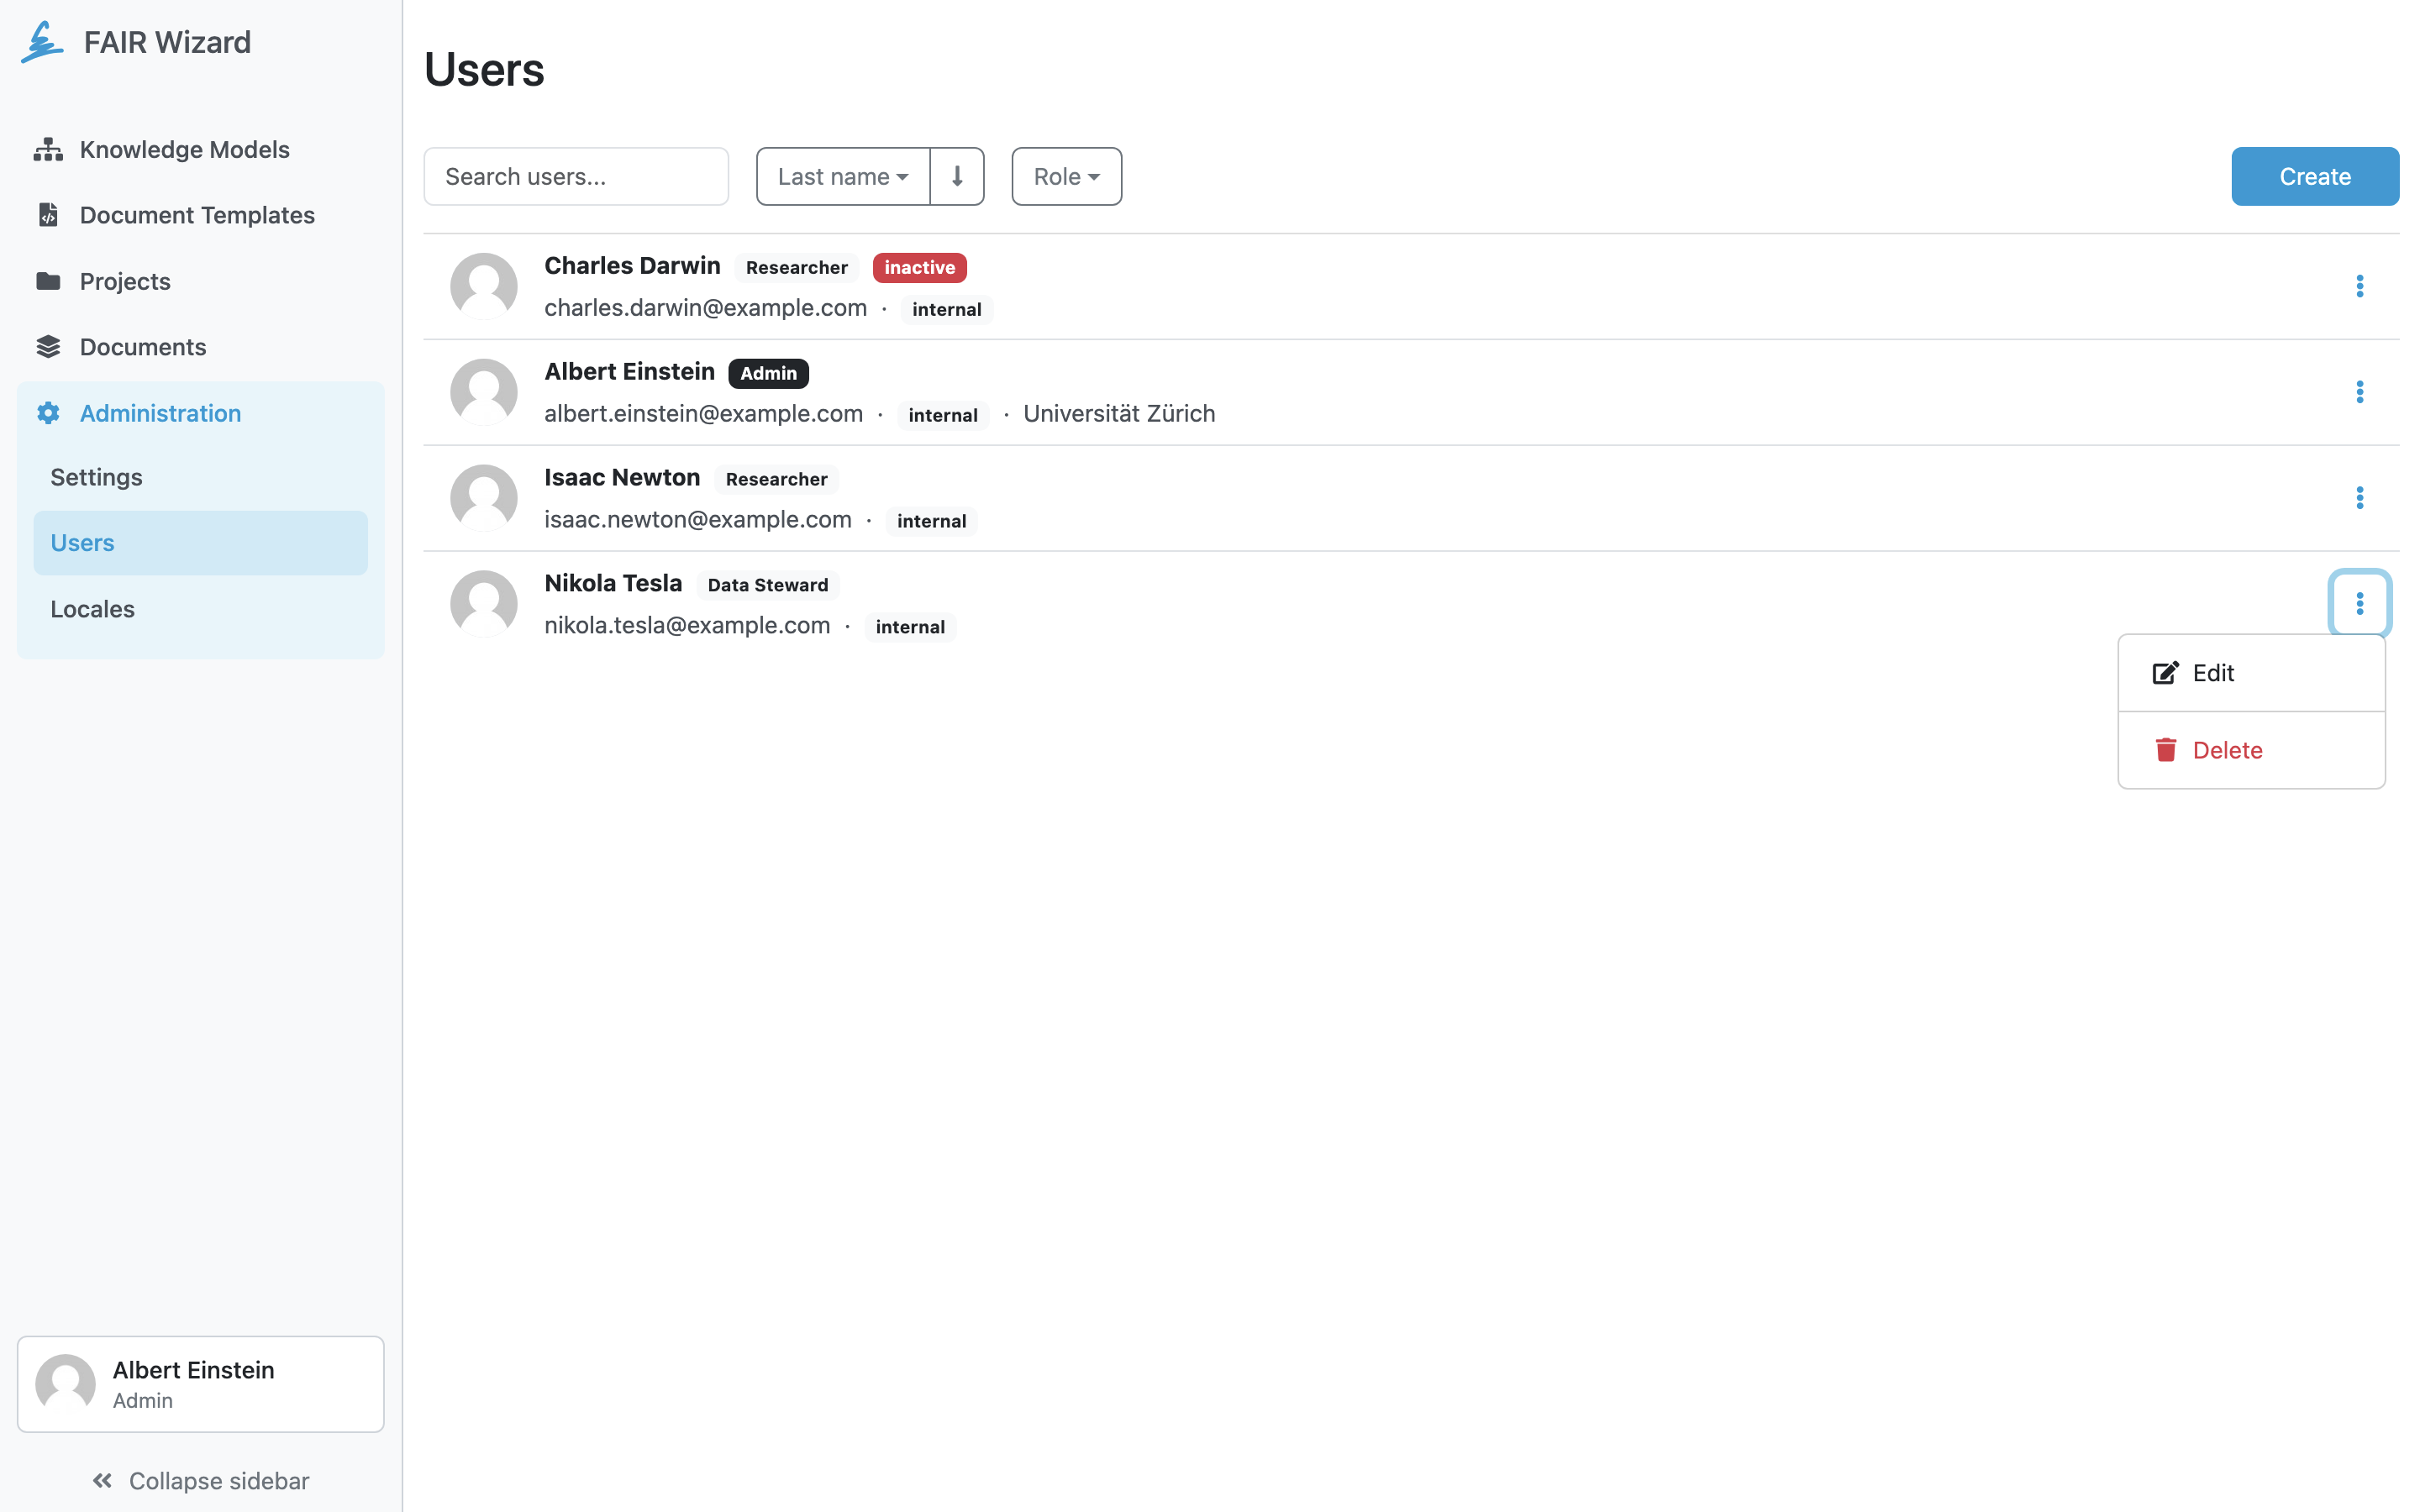 FAIR Wizard
Knowledge Models
Document Templates
Projects
Documents
Administration
Settings
Users
Locales
Albert Einstein
Admin
Collapse sidebar
Users
Search users...
Last name
Role
Create
Charles Darwin Researcher inactive
charles.darwin@example.com · internal
Albert Einstein Admin
albert.einstein@example.com · internal · Universität Zürich
Isaac Newton Researcher
isaac.newton@example.com · internal
Nikola Tesla Data Steward
nikola.tesla@example.com · internal
Edit
Delete